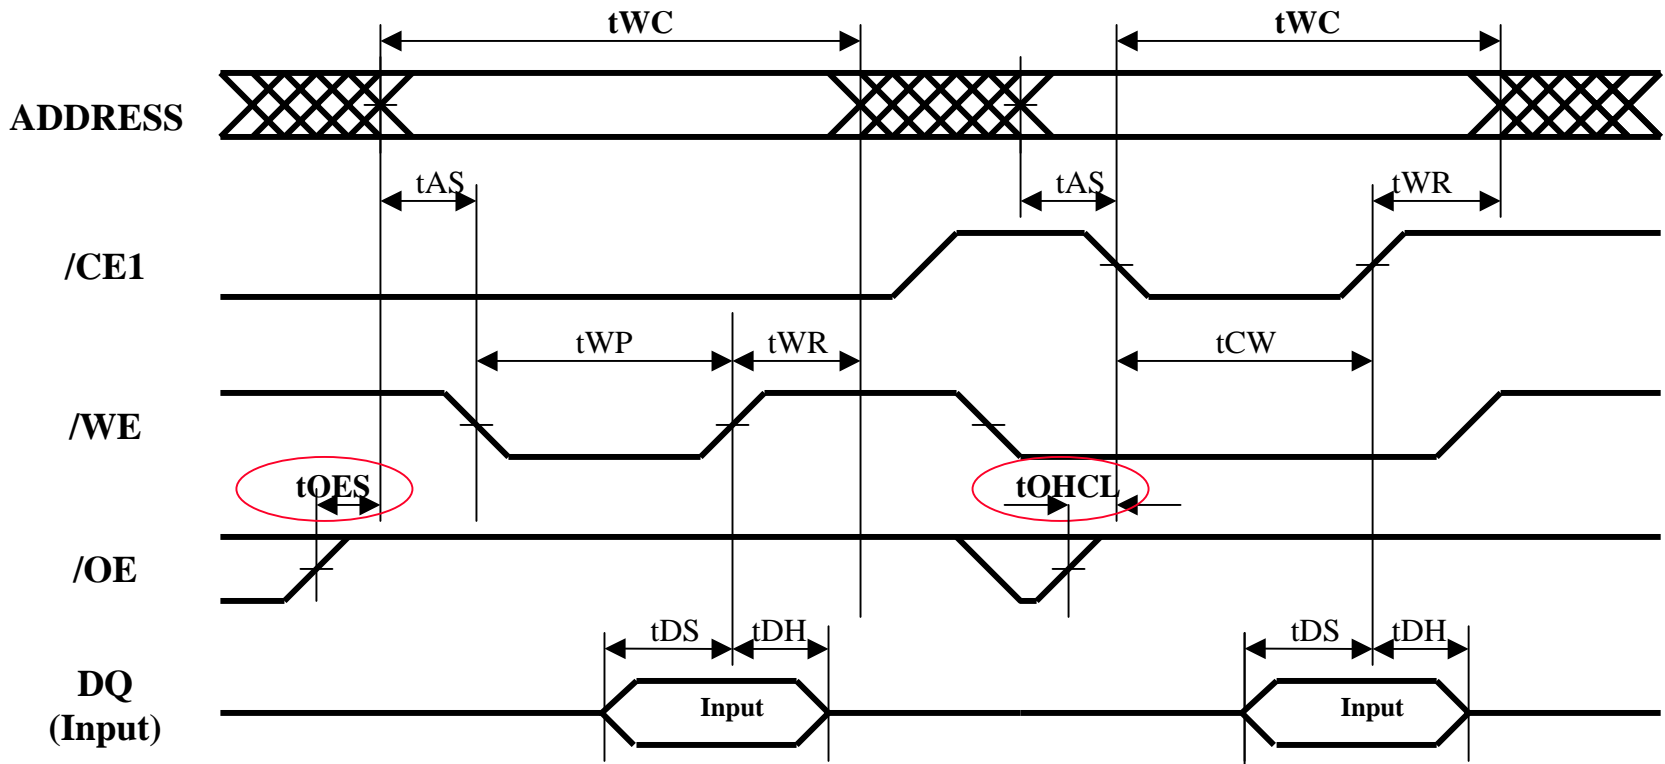 tWC tWC
ADDRESS
tAS tAS tWR
/CE1
tWP tWR tCW
/WE
tOES tOHCL
/OE
tDS tDH tDS tDH
DQ
(Input)
Input Input